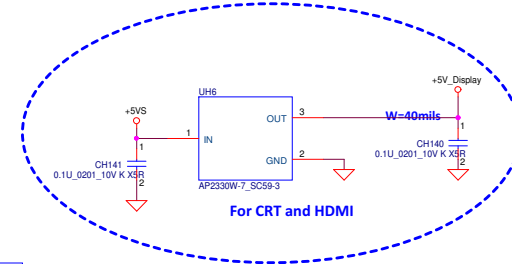 +5V_Display
UH6
+5VS
OUT
3
W=40mils
1
IN
1
1
GND
2
CH141
0.1U_0201_10V K X5R
2
CH140
0.1U_0201_10V K X5R
2
AP2330W-7_SC59-3
For CRT and HDMI